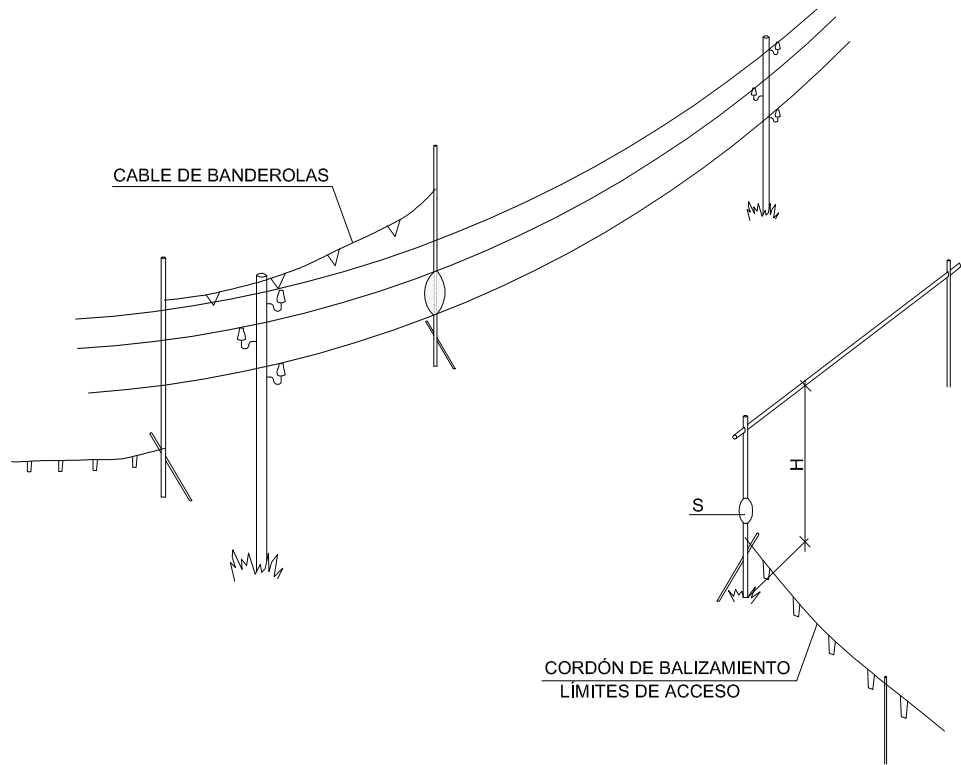 CABLE DE BANDEROLAS
H
S
CORDÓN DE BALIZAMIENTO
LÍMITES DE ACCESO